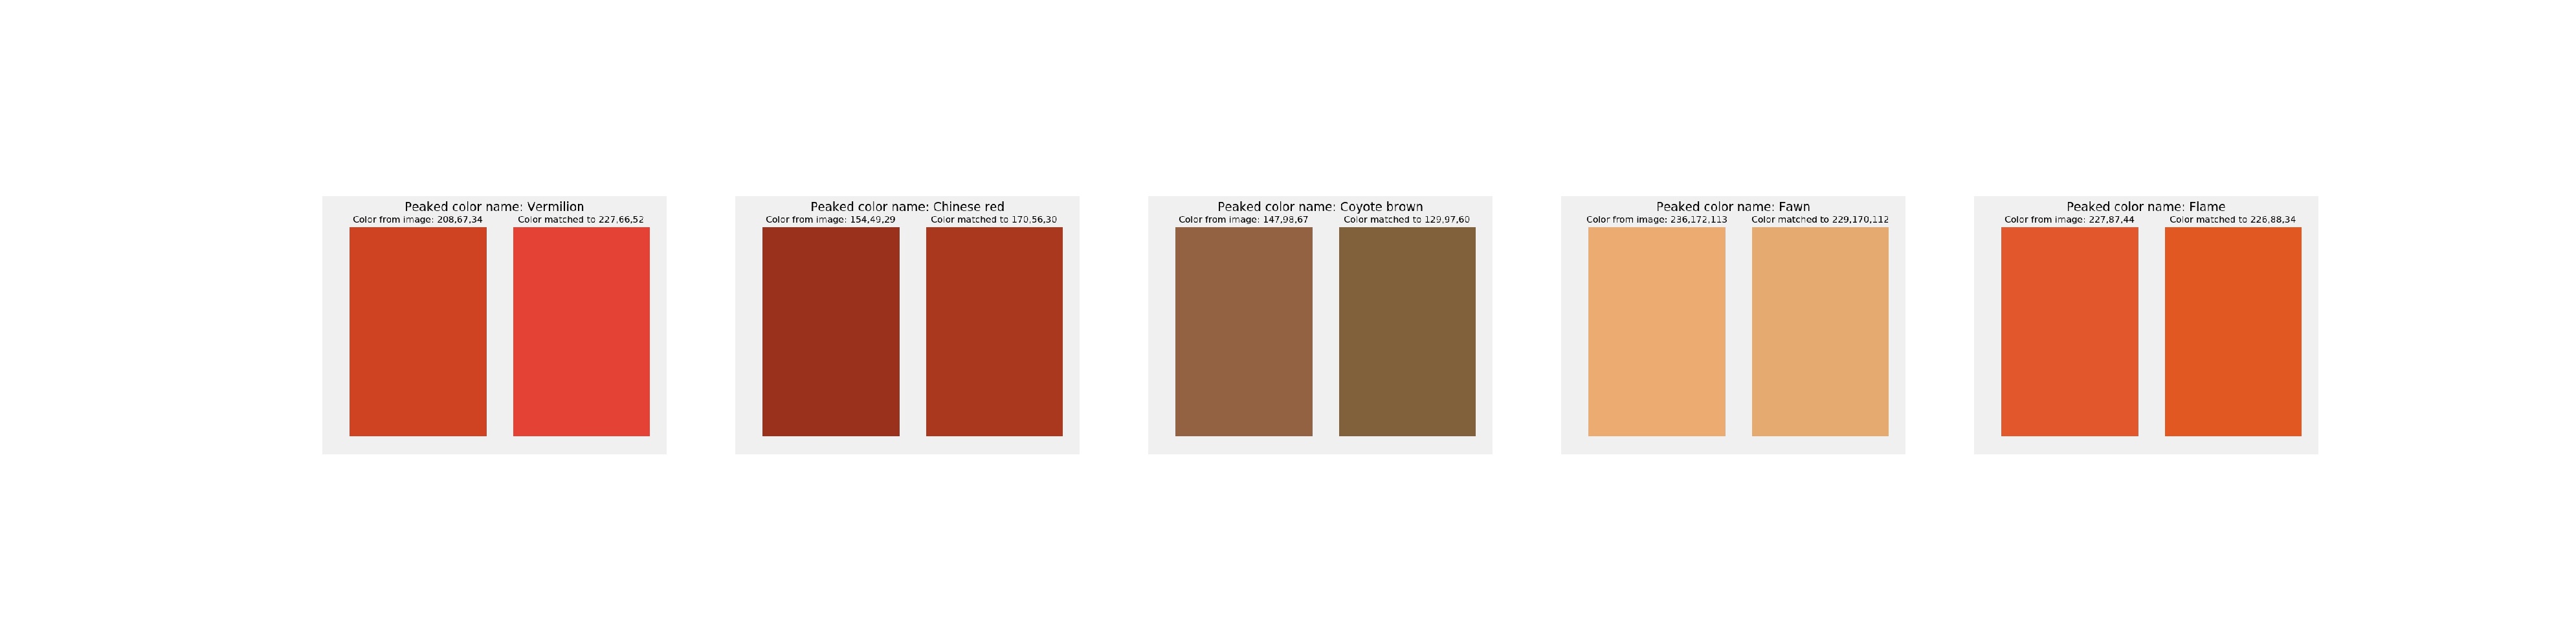 Peaked color name: Vermilion
Color from image: 208,67,34
Color matched to 227,66,52
Peaked color name: Chinese red
Color from image: 154,49,29
Color matched to 170,56,30
Peaked color name: Coyote brown
Color from image: 147,98,67
Color matched to 129,97,60
Peaked color name: Fawn
Color from image: 236,172,113
Color matched to 229,170,112
Peaked color name: Flame
Color from image: 227,87,44
Color matched to 226,88,34